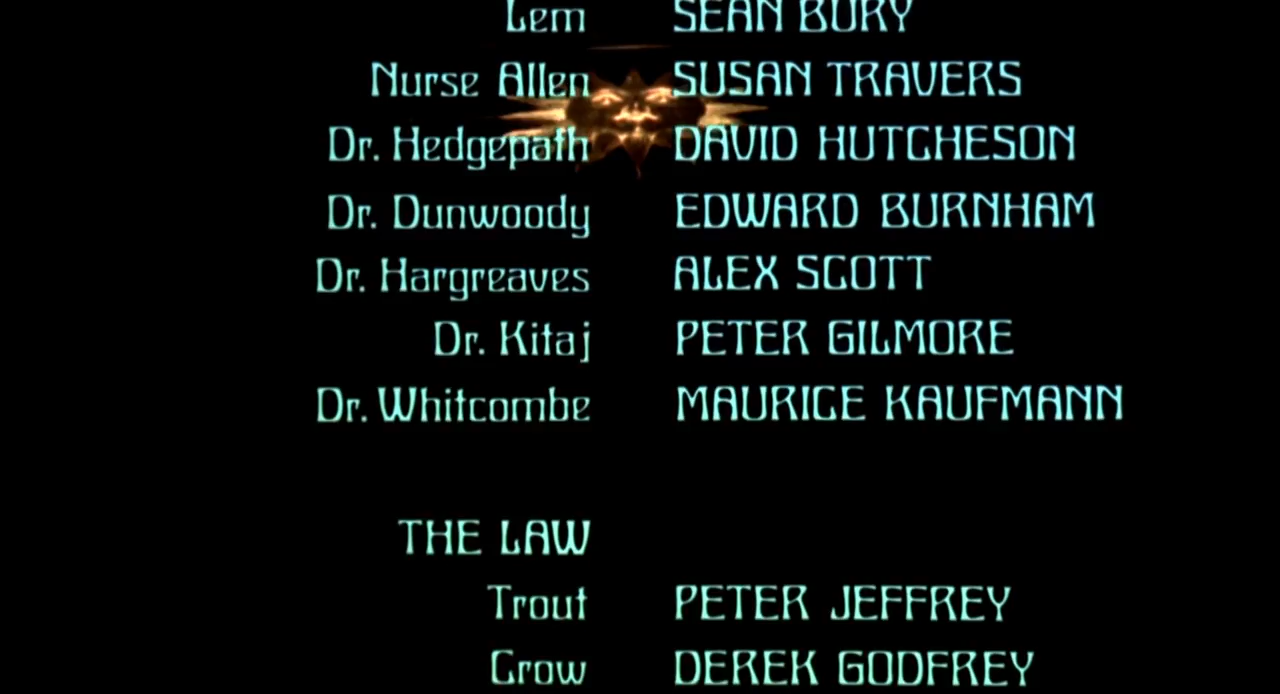 Lem SEAN BURY
Nurse Allen SUSAN TRAVERS
Dr. Hedgepath DAVID HUTCHESON
Dr. Dunwoody EDWARD BURNHAM
Dr. Hargreaves ALEX SCOTT
Dr. Kitaj PETER GILMORE
Dr. Whitcombe MAURICE KAUFMANN
THE LAW
Trout PETER JEFFREY
Crow DEREK GODFREY